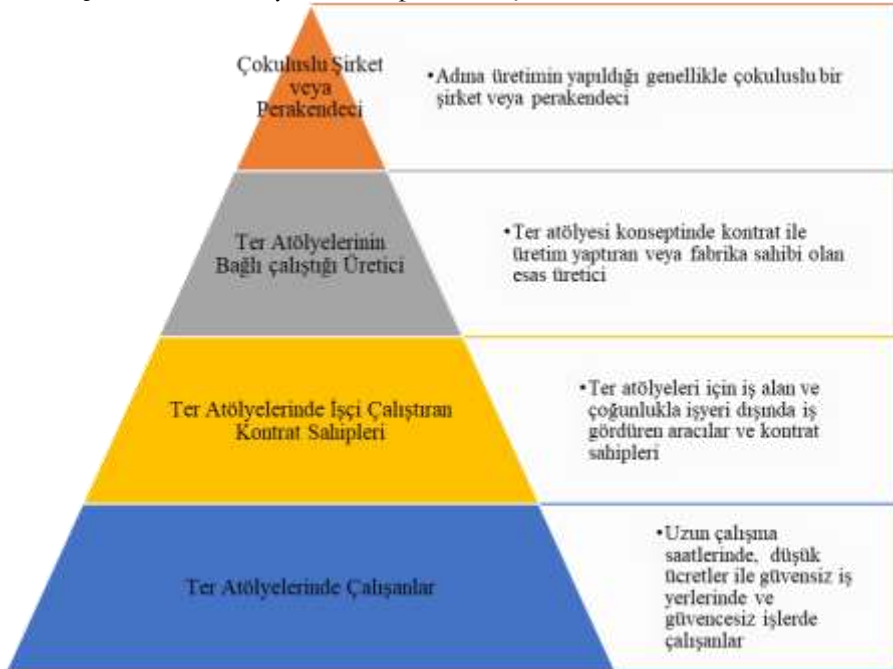 Çokuluslu Şirket
veya
Perakendeci
•Adına üretimin yapıldığı genellikle çokuluslu bir
şirket veya perakendeci
Ter Atölyelerinin
Bağlı çalıştığı Üretici
•Ter atölyesi konseptinde kontrat ile
üretim yaptıran veya fabrika sahibi olan
esas üretici
Ter Atölyelerinde İşçi Çalıştıran
Kontrat Sahipleri
•Ter atölyeleri için iş alan ve
çoğunlukla işyeri dışında iş
gördüren aracılar ve kontrat
sahipleri
Ter Atölyelerinde Çalışanlar
•Uzun çalışma
saatlerinde, düşük
ücretler ile güvensiz iş
yerlerinde ve
güvencesiz işlerde
çalışanlar